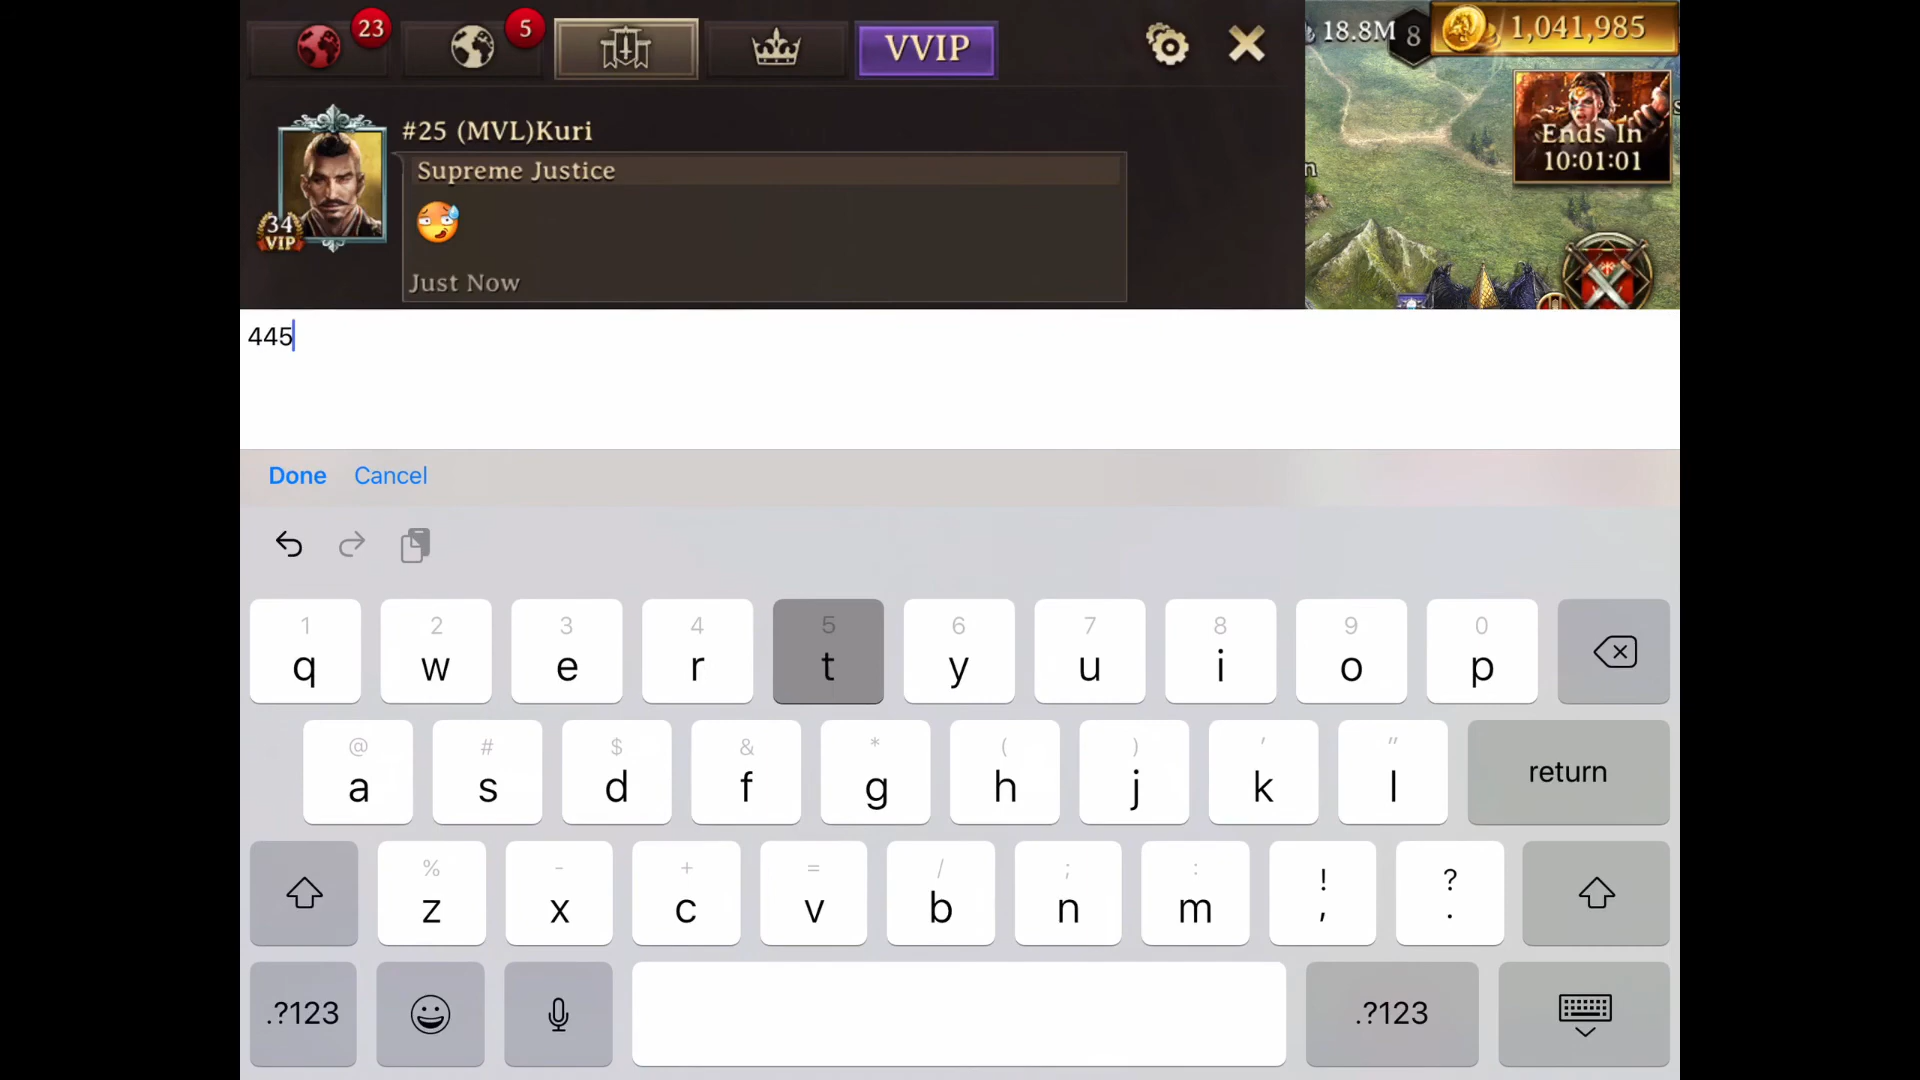 23
5
VVIP
18.8M
8
1,041,985
#25 (MVL)Kuri
Supreme Justice
34
VIP
Just Now
Ends In
10:01:01
445
Done Cancel
1 2 3 4 5 6 7 8 9 0
q w e r t y u i o p
@ # $ & * ( ) ' "
a s d f g h j k l return
% - + = / ; : ! ?
z x c v b n m , .
.?123 .?123